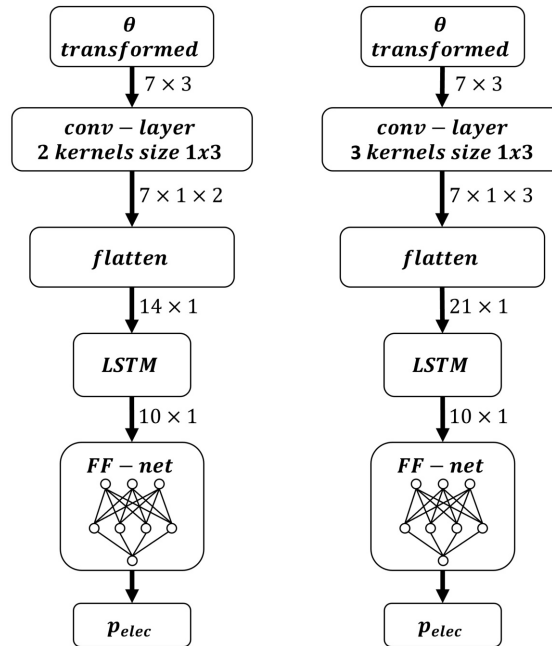 θ
transformed
7 × 3
conv − layer
2 kernels size 1x3
7 × 1 × 2
flatten
14 × 1
LSTM
10 × 1
FF − net
p_elec
θ
transformed
7 × 3
conv − layer
3 kernels size 1x3
7 × 1 × 3
flatten
21 × 1
LSTM
10 × 1
FF − net
p_elec